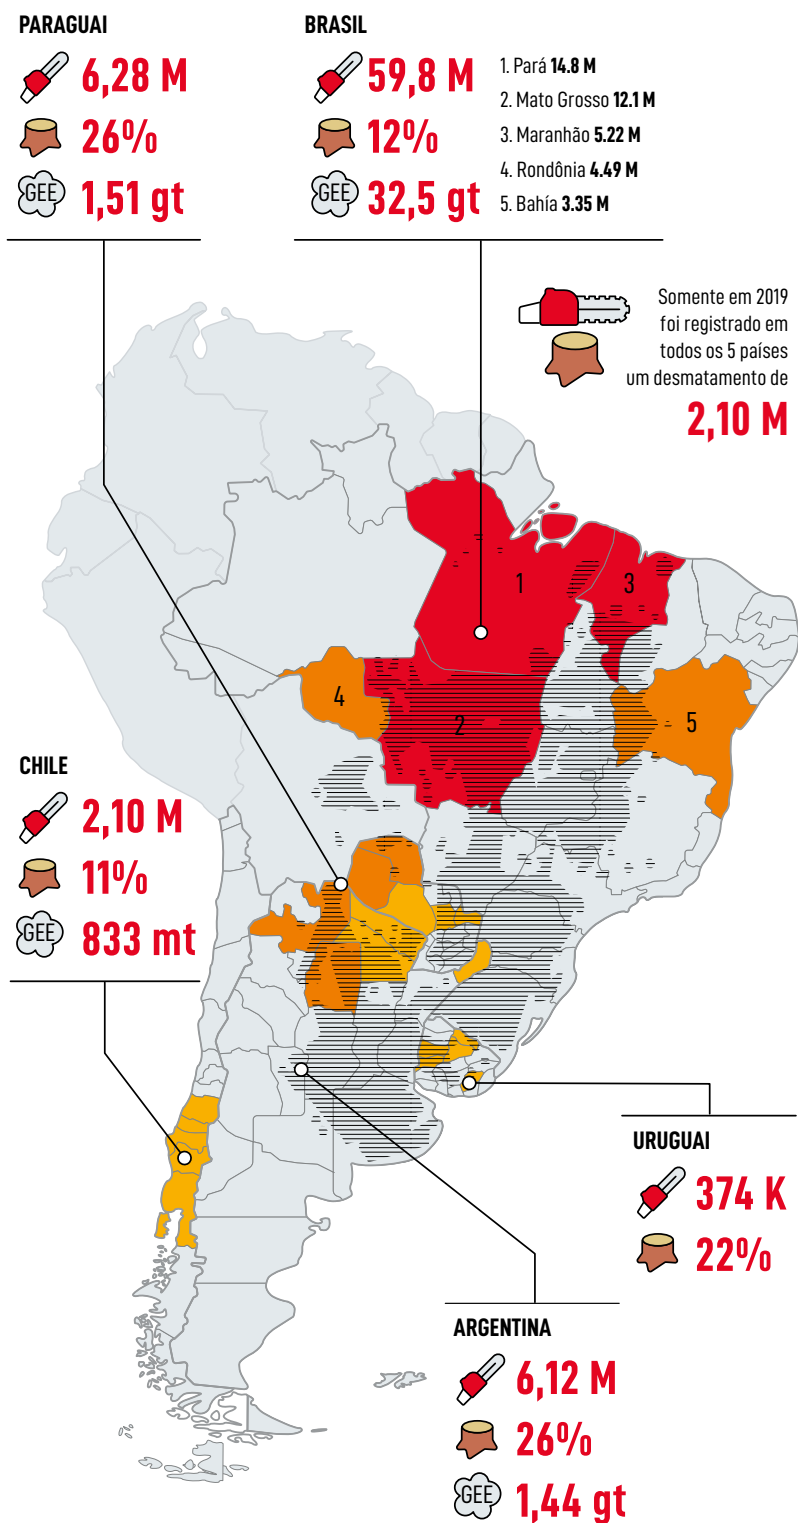 PARAGUAI
6,28 M
26%
GEE
1,51 gt
BRASIL
59,8 M
12%
GEE
32,5 gt
1. Pará 14.8 M
2. Mato Grosso 12.1 M
3. Maranhão 5.22 M
4. Rondônia 4.49 M
5. Bahía 3.35 M
Somente em 2019
foi registrado em
todos os 5 países
um desmatamento de
2,10 M
1
3
4
2
5
CHILE
2,10 M
11%
GEE
833 mt
URUGUAI
374 K
22%
ARGENTINA
6,12 M
26%
GEE
1,44 gt